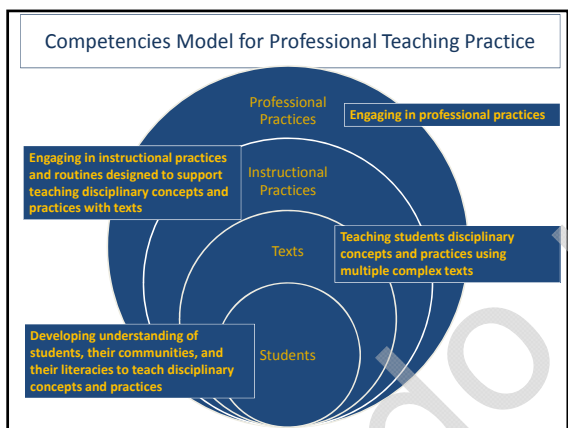 Competencies Model for Professional Teaching Practice
Professional
Practices
Engaging in professional practices
Engaging in instructional practices
and routines designed to support
teaching disciplinary concepts and
practices with texts
Instructional
Practices
Texts
Teaching students disciplinary
concepts and practices using
multiple complex texts
Developing understanding of
students, their communities, and
their literacies to teach disciplinary
concepts and practices
Students